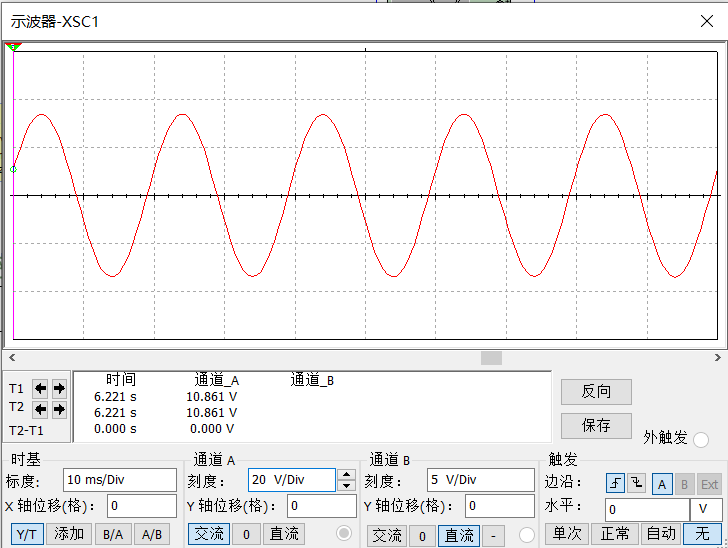 示波器-XSC1
时间 通道_A 通道_B
T1 6.221 s 10.861 V
T2 6.221 s 10.861 V
T2-T1 0.000 s 0.000 V
反向
保存
外触发
时基 通道 A 通道 B 触发
标度: 10 ms/Div 刻度: 20 V/Div 刻度: 5 V/Div 边沿: A B Ext
X 轴位移(格): 0 Y 轴位移(格): 0 Y 轴位移(格): 0 水平: 0 V
Y/T 添加 B/A A/B 交流 0 直流 交流 0 直流 - 单次 正常 自动 无